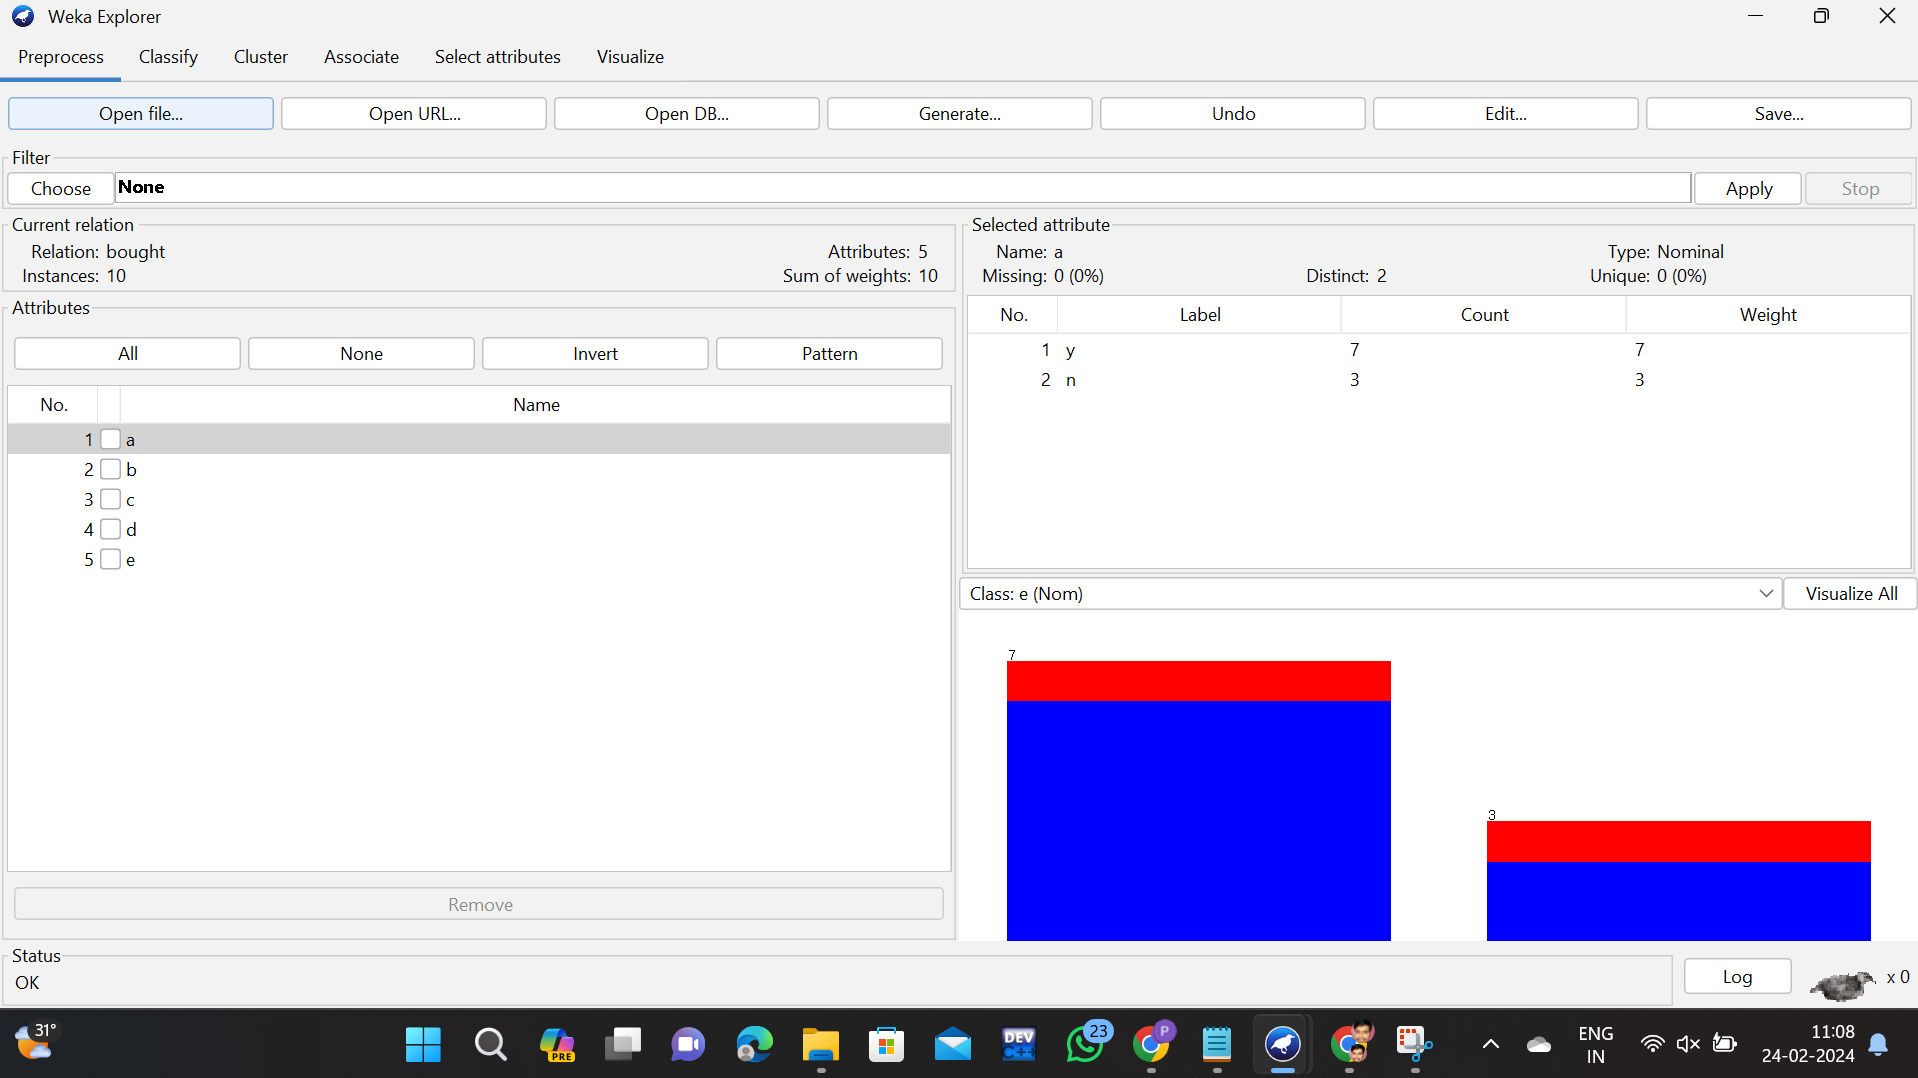 Weka Explorer
Preprocess Classify Cluster Associate Select attributes Visualize
Open file... Open URL... Open DB... Generate... Undo Edit... Save...
Filter
Choose None Apply Stop
Current relation
Relation: bought Attributes: 5
Instances: 10 Sum of weights: 10
Attributes
All None Invert Pattern
No. Name
1 a
2 b
3 c
4 d
5 e
Remove
Selected attribute
Name: a Type: Nominal
Missing: 0 (0%) Distinct: 2 Unique: 0 (0%)
No. Label Count Weight
1 y 7 7
2 n 3 3
Class: e (Nom) Visualize All
7
3
Status
OK
Log x 0
31° PRE DEV C++ 23 P ENG IN 11:08
24-02-2024